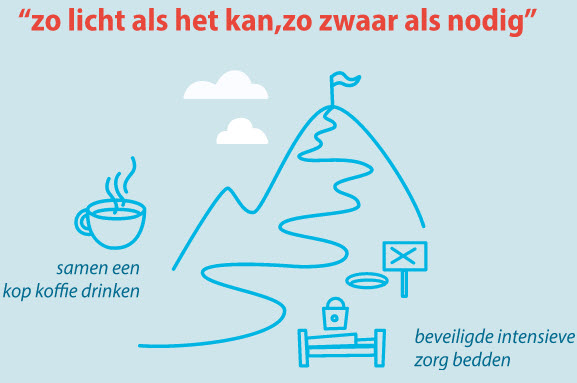 “zo licht als het kan,zo zwaar als nodig”
samen een
kop koffie drinken
beveiligde intensieve
zorg bedden